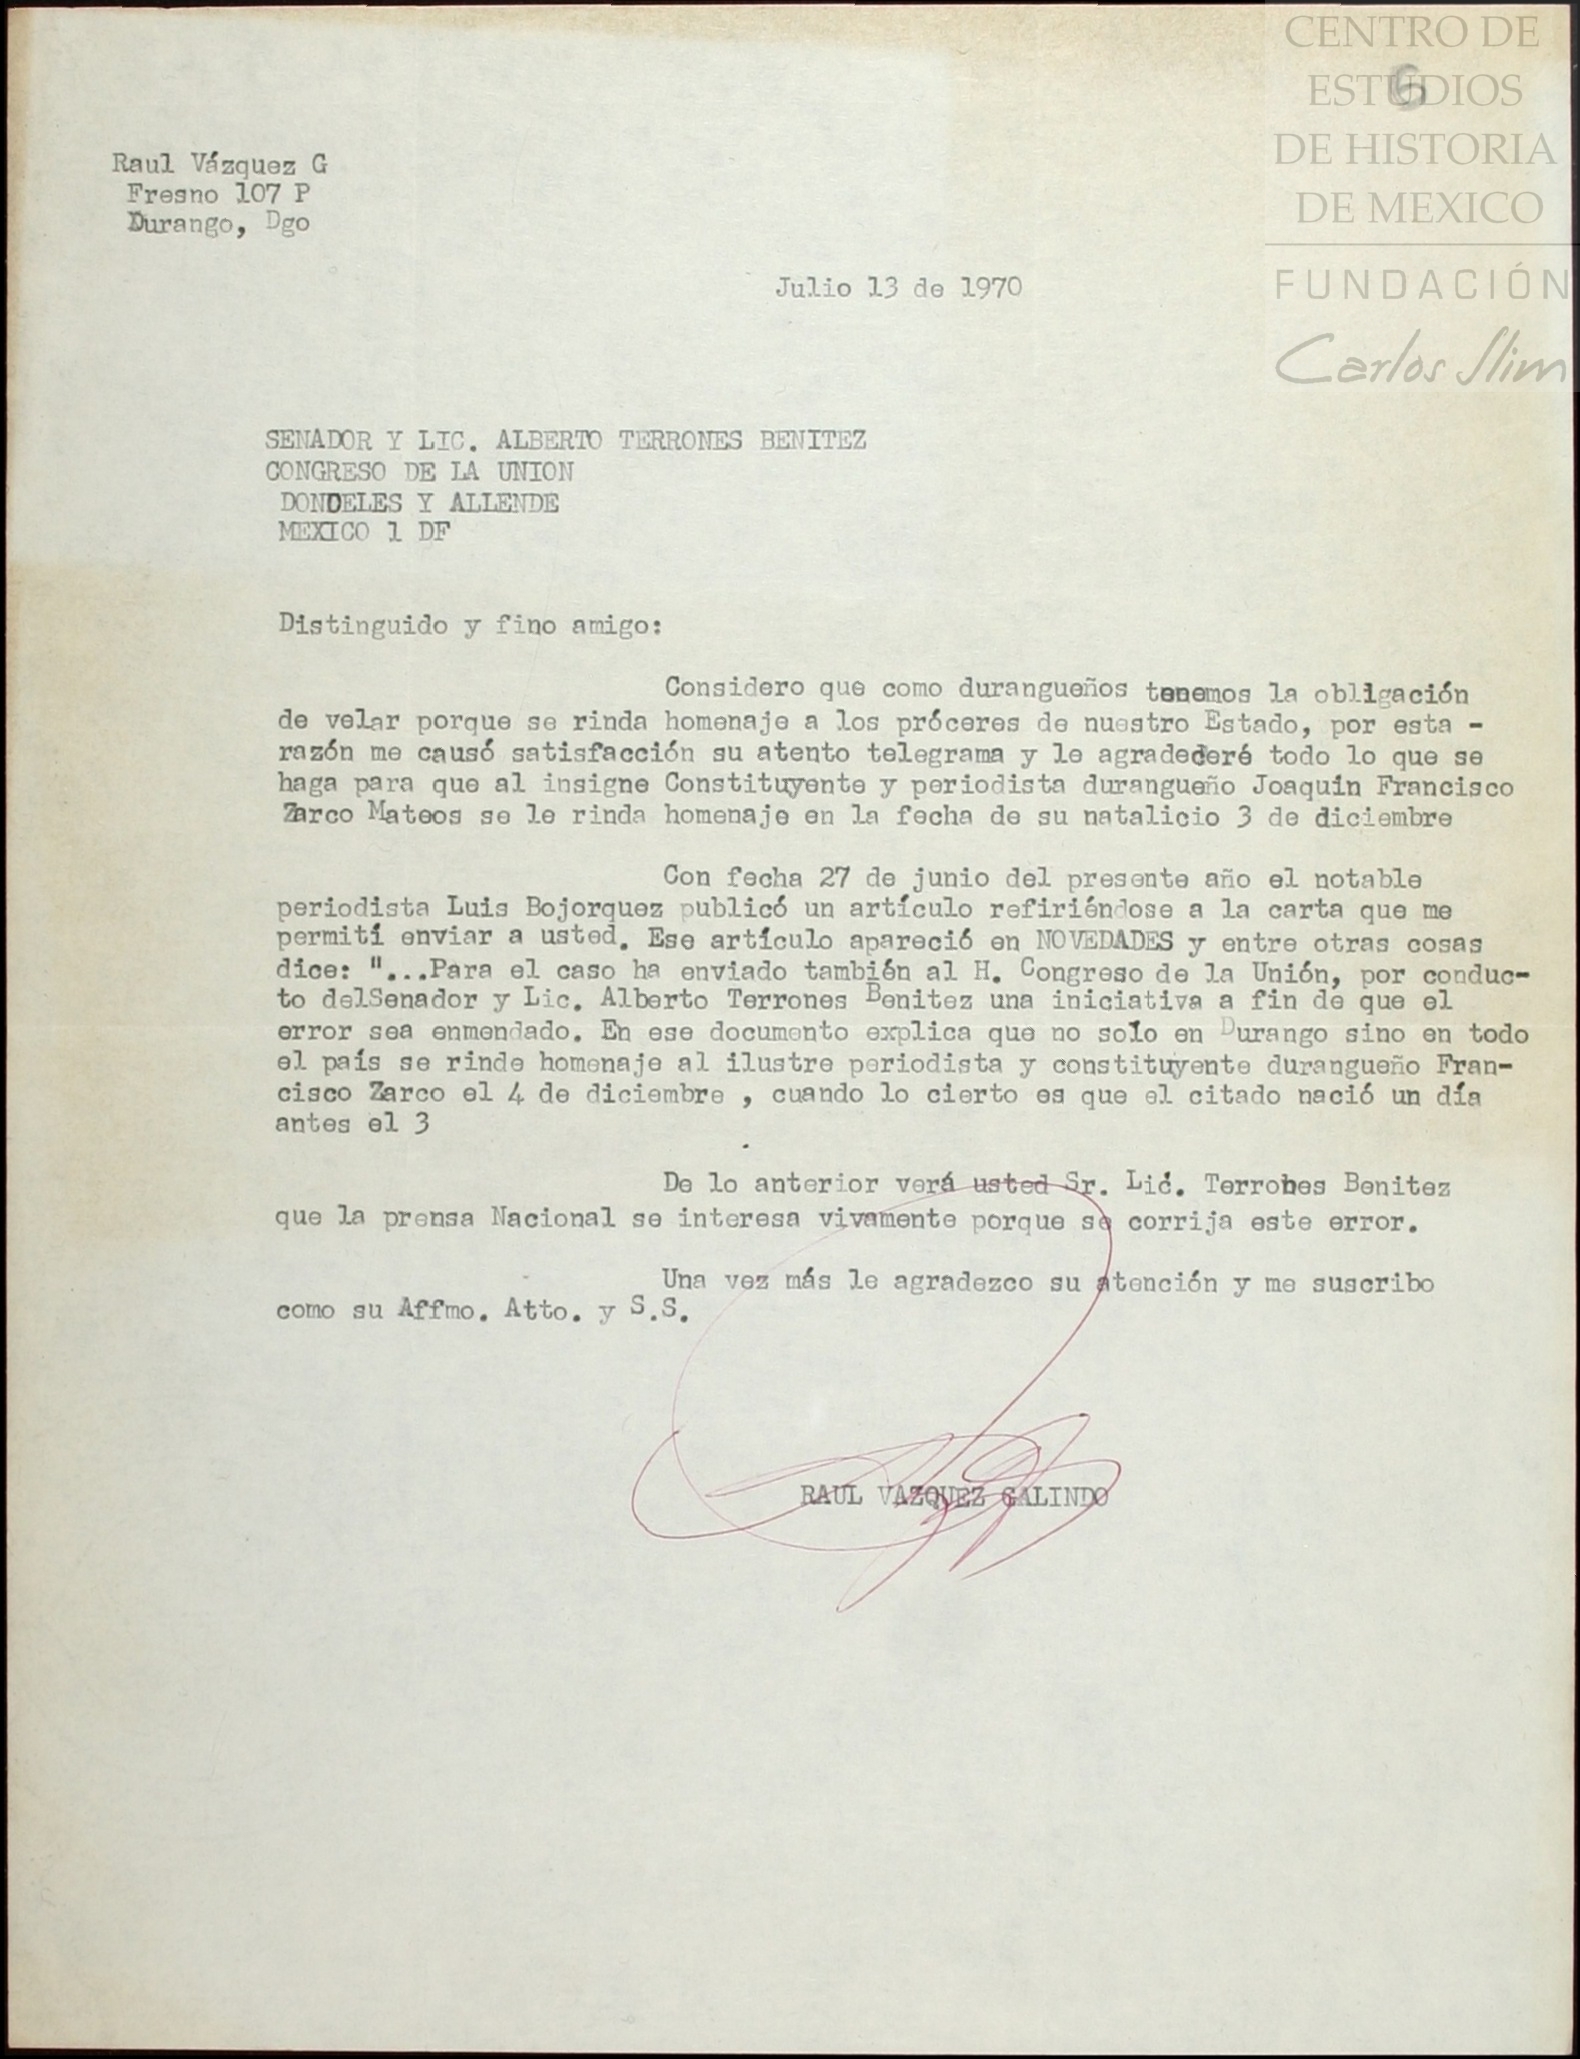 CENTRO DE
ESTUDIOS
DE HISTORIA
DE MEXICO
FUNDACIÓN
Carlos Slim
6
Raul Vázquez G
Fresno 107 P
Durango, Dgo
Julio 13 de 1970
SENADOR Y LIC. ALBERTO TERRONES BENITEZ
CONGRESO DE LA UNION
DONDELES Y ALLENDE
MEXICO 1 DF
Distinguido y fino amigo:
Considero que como durangueños tenemos la obligación
de velar porque se rinda homenaje a los próceres de nuestro Estado, por esta -
razón me causó satisfacción su atento telegrama y le agradederé todo lo que se
haga para que al insigne Constituyente y periodista durangueño Joaquin Francisco
Zarco Mateos se le rinda homenaje en la fecha de su natalicio 3 de diciembre
Con fecha 27 de junio del presente año el notable
periodista Luis Bojorquez publicó un artículo refiriéndose a la carta que me
permití enviar a usted. Ese artículo apareció en NOVEDADES y entre otras cosas
dice: "...Para el caso ha enviado también al H. Congreso de la Unión, por conduc-
to delSenador y Lic. Alberto Terrones Benitez una iniciativa a fin de que el
error sea enmendado. En ese documento explica que no solo en Durango sino en todo
el país se rinde homenaje al ilustre periodista y constituyente durangueño Fran-
cisco Zarco el 4 de diciembre , cuando lo cierto es que el citado nació un día
antes el 3
.
De lo anterior verá usted Sr. Lic. Terrones Benitez
que la prensa Nacional se interesa vivamente porque se corrija este error.
Una vez más le agradezco su atención y me suscribo
como su Affmo. Atto. y S.S.
RAUL VAZQUEZ GALINDO